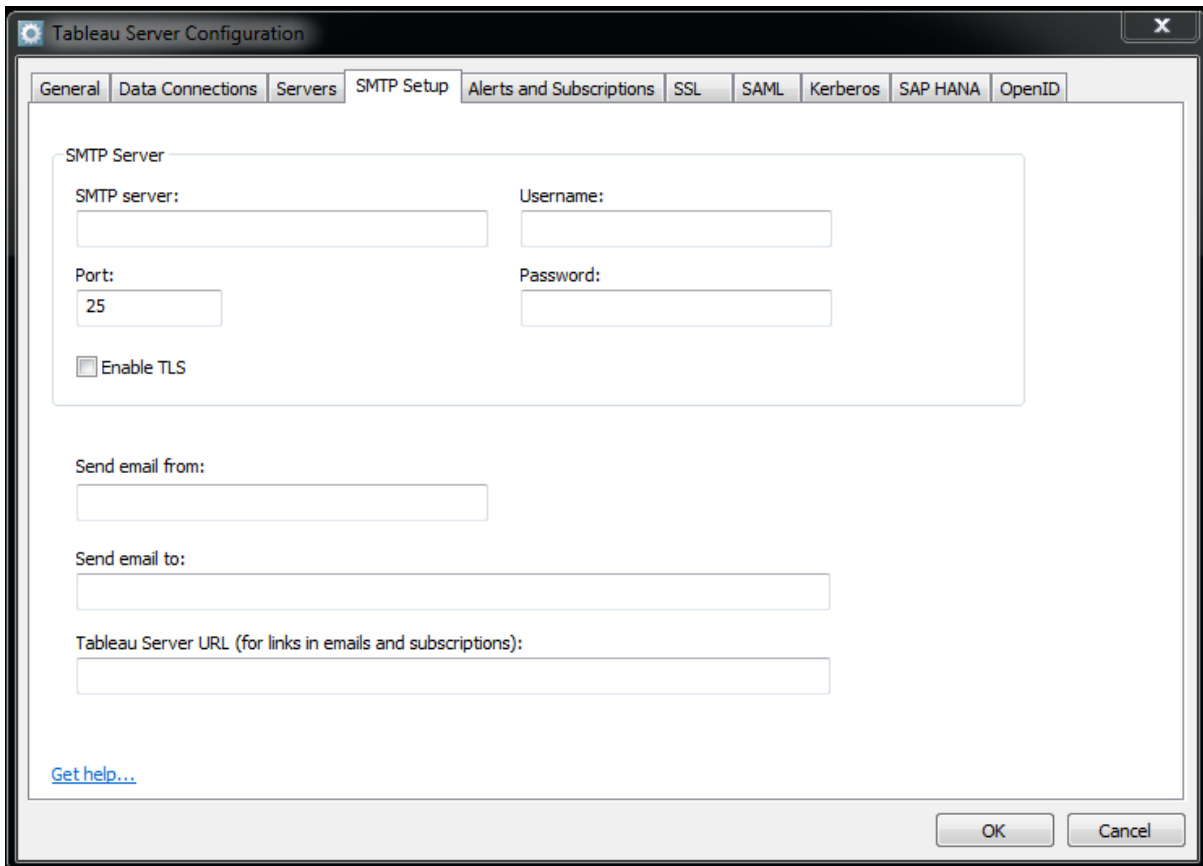 Tableau Server Configuration
x
General Data Connections Servers SMTP Setup Alerts and Subscriptions SSL SAML Kerberos SAP HANA OpenID
SMTP Server
SMTP server: Username:
Port: Password:
25
Enable TLS
Send email from:
Send email to:
Tableau Server URL (for links in emails and subscriptions):
Get help...
OK Cancel